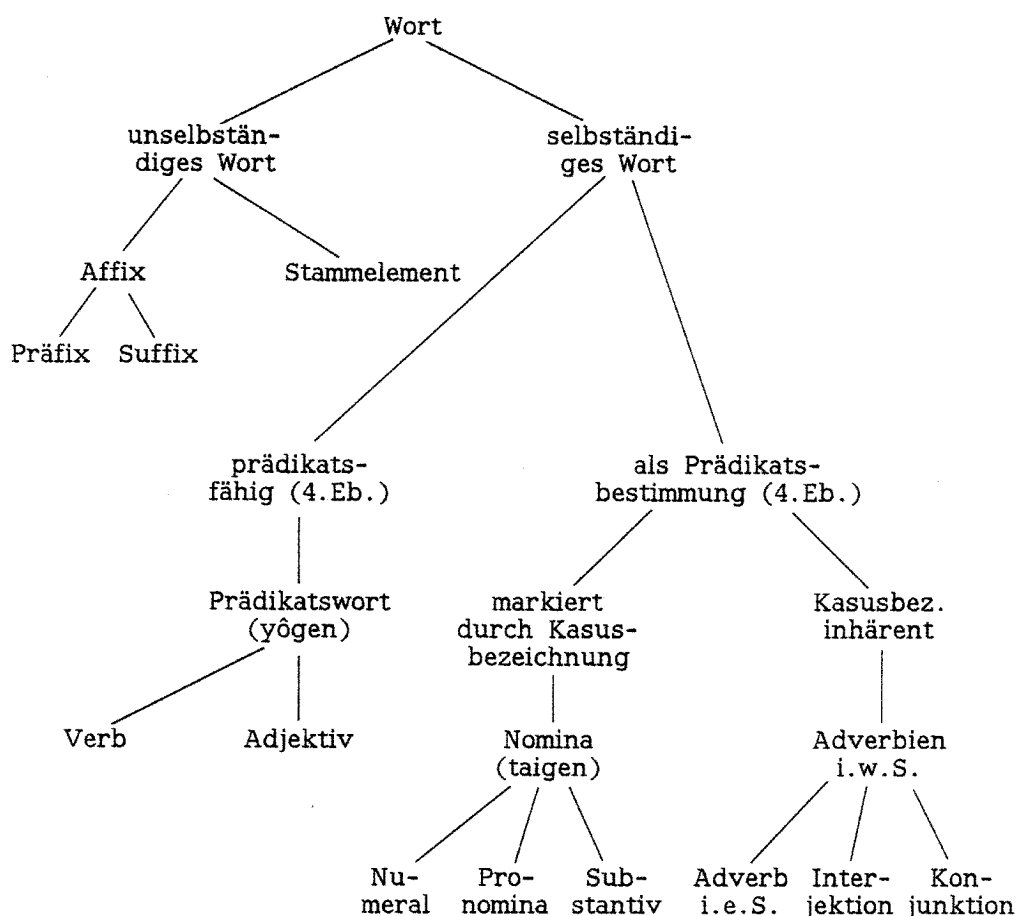 Wort
unselbstän-
diges Wort
selbständi-
ges Wort
Affix
Stammelement
Präfix
Suffix
prädikats-
fähig (4.Eb.)
als Prädikats-
bestimmung (4.Eb.)
Prädikatswort
(yôgen)
markiert
durch Kasus-
bezeichnung
Kasusbez.
inhärent
Verb
Adjektiv
Nomina
(taigen)
Adverbien
i.w.S.
Nu-
meral
Pro-
nomina
Sub-
stantiv
Adverb
i.e.S.
Inter-
jektion
Kon-
junktion